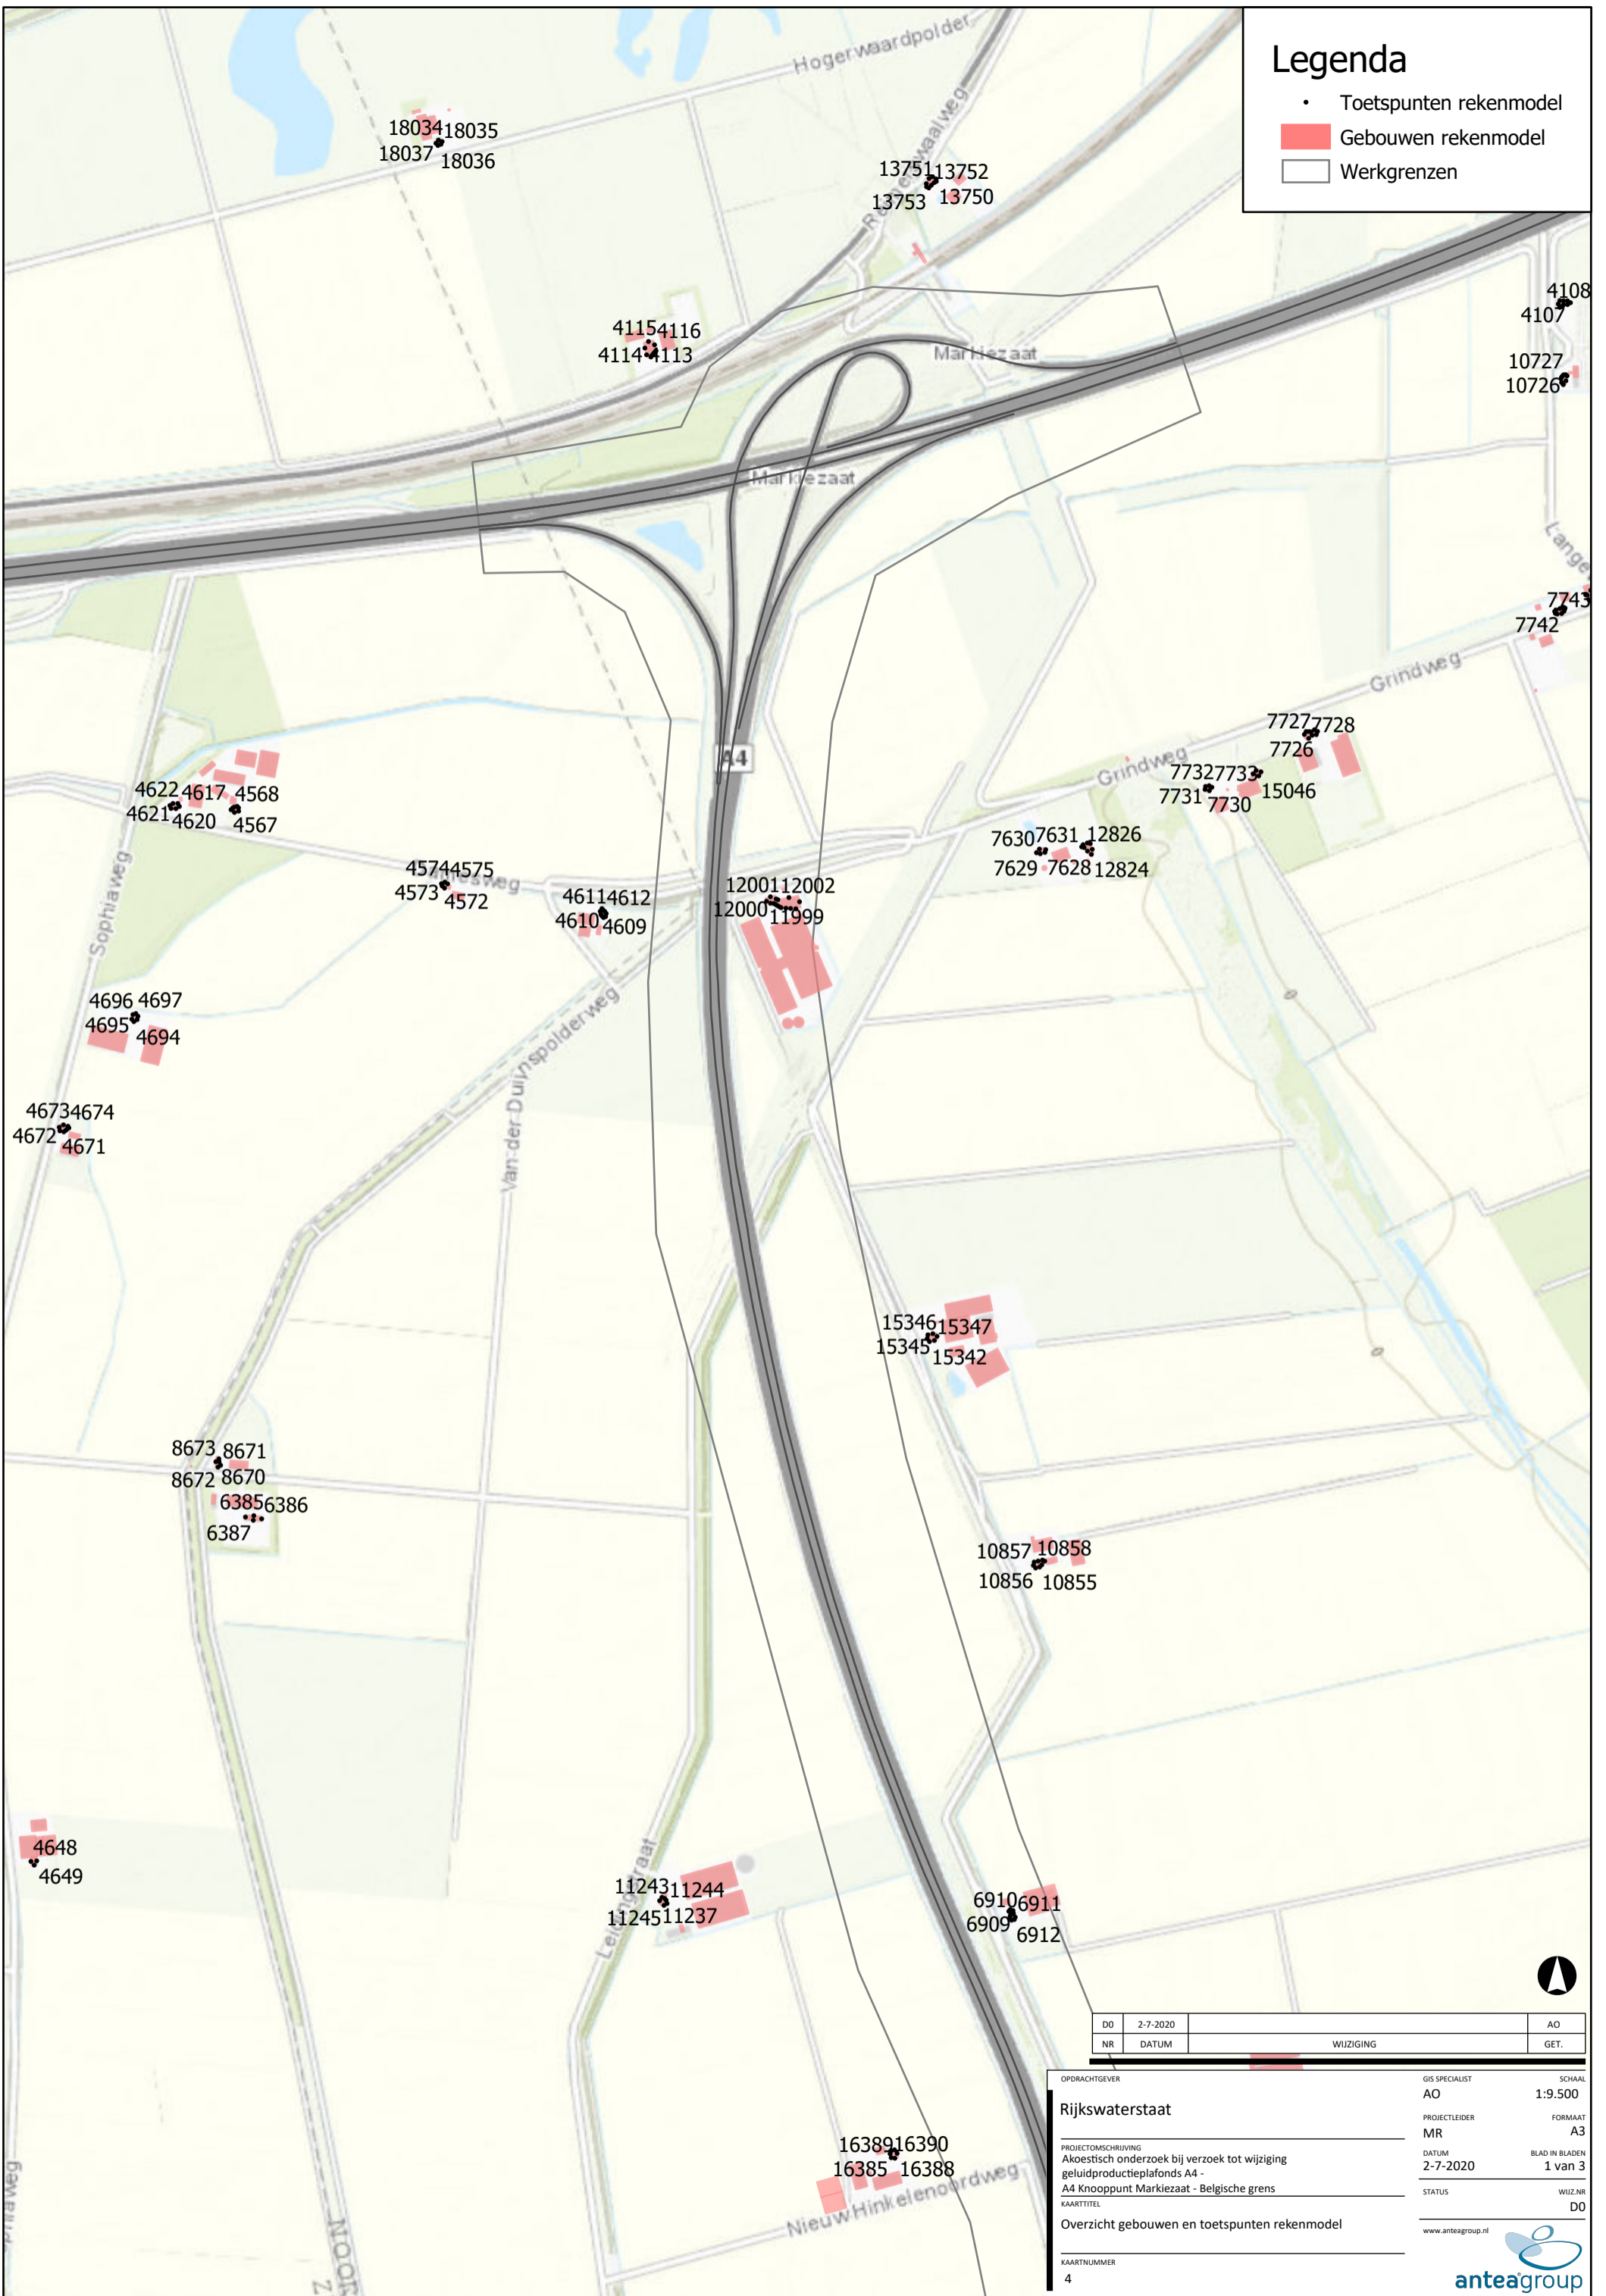 Legenda
Toetspunten rekenmodel
Gebouwen rekenmodel
Werkgrenzen
Hogerwaardpolder
18034 18035
18037 18036
13751 13752
13753 13750
4115 4116
4114 4113
Markiezaat
Markiezaat
4108
4107
10727
10726
7743
7742
Grindweg
Grindweg
7727 7728
7726
7732 7733
7731 7730 15046
7630 7631 12826
7629 7628 12824
A4
4622 4617 4568
4621 4620 4567
4574 4575
4573 4572
4611 4612
4610 4609
12001 12002
12000 11999
Sophiaweg
4696 4697
4695 4694
Van der Duijnspolderweg
4673 4674
4672 4671
15346 15347
15345 15342
8673 8671
8672 8670
6385 6386
6387
10857 10858
10856 10855
4648
4649
11243 11244
11245 11237
6910 6911
6909 6912
16389 16390
16385 16388
Nieuw Hinkelenoordweg
D0 2-7-2020 AO
NR DATUM WIJZIGING GET.
OPDRACHTGEVER
Rijkswaterstaat
PROJECTOMSCHRIJVING
Akoestisch onderzoek bij verzoek tot wijziging
geluidproductieplafonds A4 -
A4 Knooppunt Markiezaat - Belgische grens
KAARTTITEL
Overzicht gebouwen en toetspunten rekenmodel
KAARTNUMMER
4
GIS SPECIALIST SCHAAL
AO 1:9.500
PROJECTLEIDER FORMAAT
MR A3
DATUM BLAD IN BLADEN
2-7-2020 1 van 3
STATUS WIJZ.NR
D0
www.anteagroup.nl
anteagroup